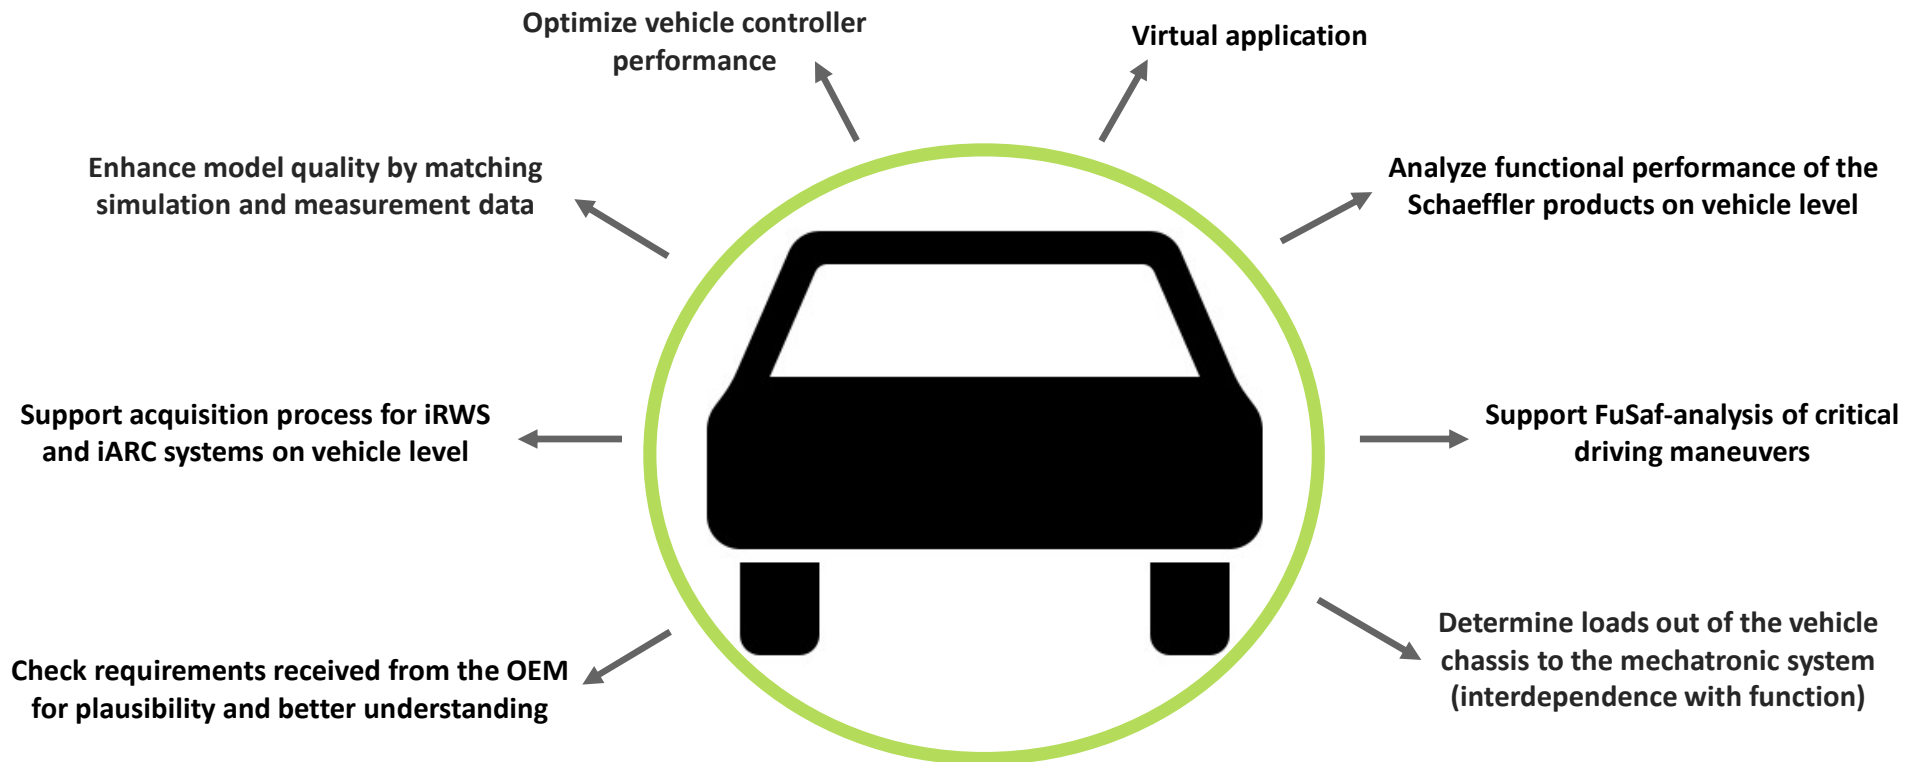 Optimize vehicle controller
performance
Virtual application
Enhance model quality by matching
simulation and measurement data
Analyze functional performance of the
Schaeffler products on vehicle level
Support acquisition process for iRWS
and iARC systems on vehicle level
Support FuSaf-analysis of critical
driving maneuvers
Check requirements received from the OEM
for plausibility and better understanding
Determine loads out of the vehicle
chassis to the mechatronic system
(interdependence with function)